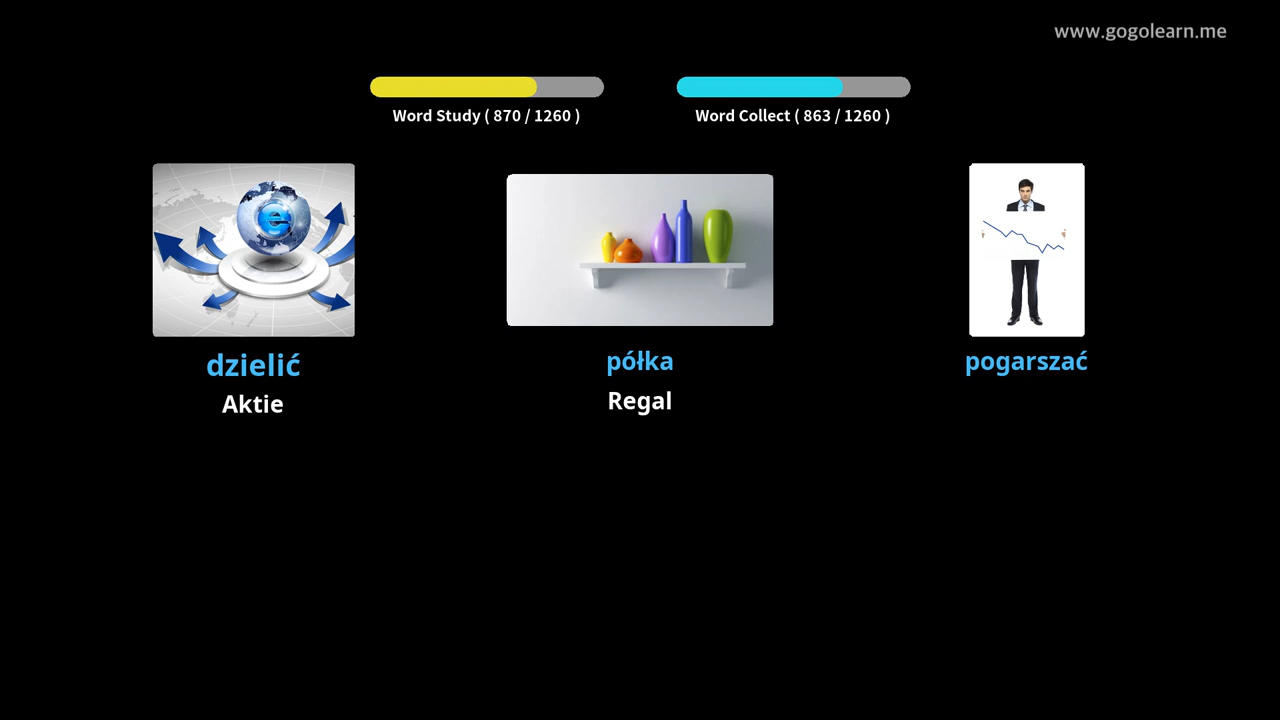 www.gogolearn.me
Word Study ( 870 / 1260 )
Word Collect ( 863 / 1260 )
e
dzielić
Aktie
półka
Regal
pogarszać